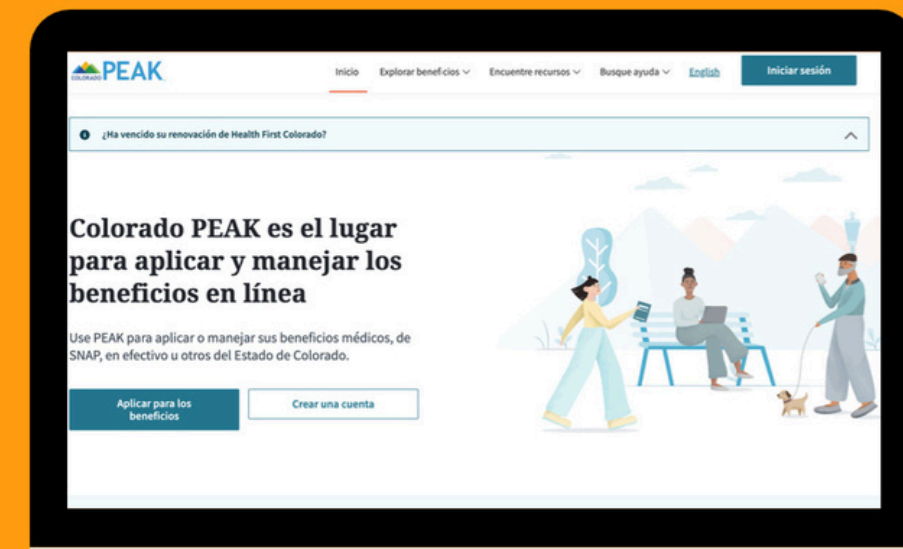 COLORADO PEAK
Inicio Explorar benef cios Encuentre recursos Busque ayuda English Iniciar sesión
¿Ha vencido su renovación de Health First Colorado?
Colorado PEAK es el lugar
para aplicar y manejar los
beneficios en línea
Use PEAK para aplicar o manejar sus beneficios médicos, de
SNAP, en efectivo u otros del Estado de Colorado.
Aplicar para los
beneficios
Crear una cuenta